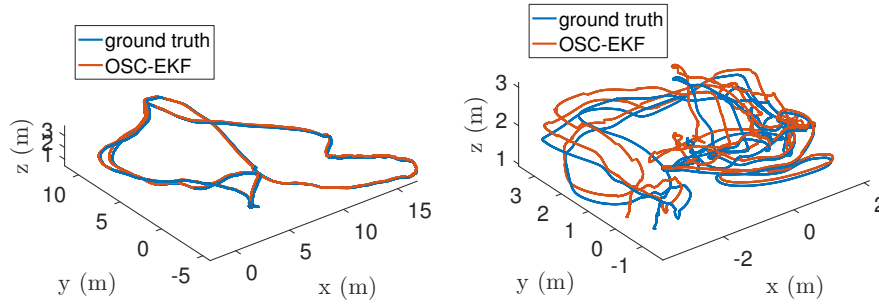 ground truth
OSC-EKF
z (m)
3
2
1
10
5
0
-5
y (m)
0
5
10
15
x (m)
ground truth
OSC-EKF
z (m)
3
2
1
3
2
1
0
-1
y (m)
-2
0
2
x (m)